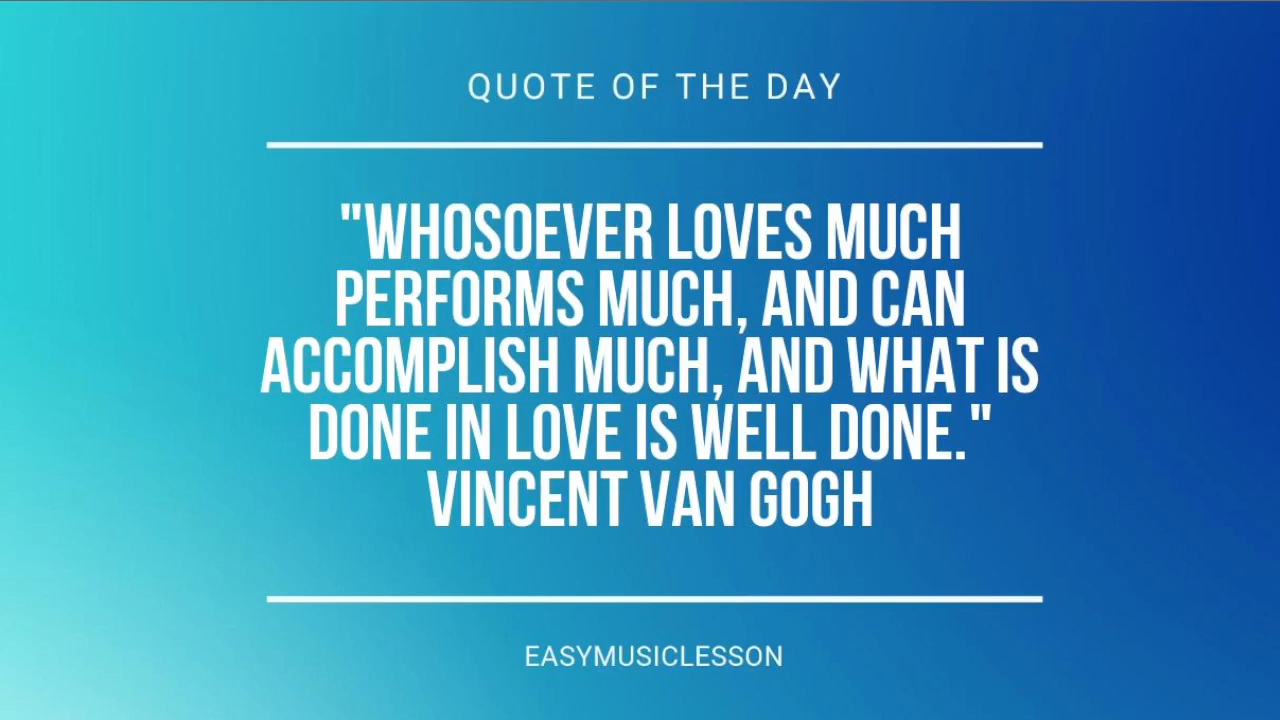 QUOTE OF THE DAY
"WHOSOEVER LOVES MUCH
PERFORMS MUCH, AND CAN
ACCOMPLISH MUCH, AND WHAT IS
DONE IN LOVE IS WELL DONE."
VINCENT VAN GOGH
EASYMUSICLESSON